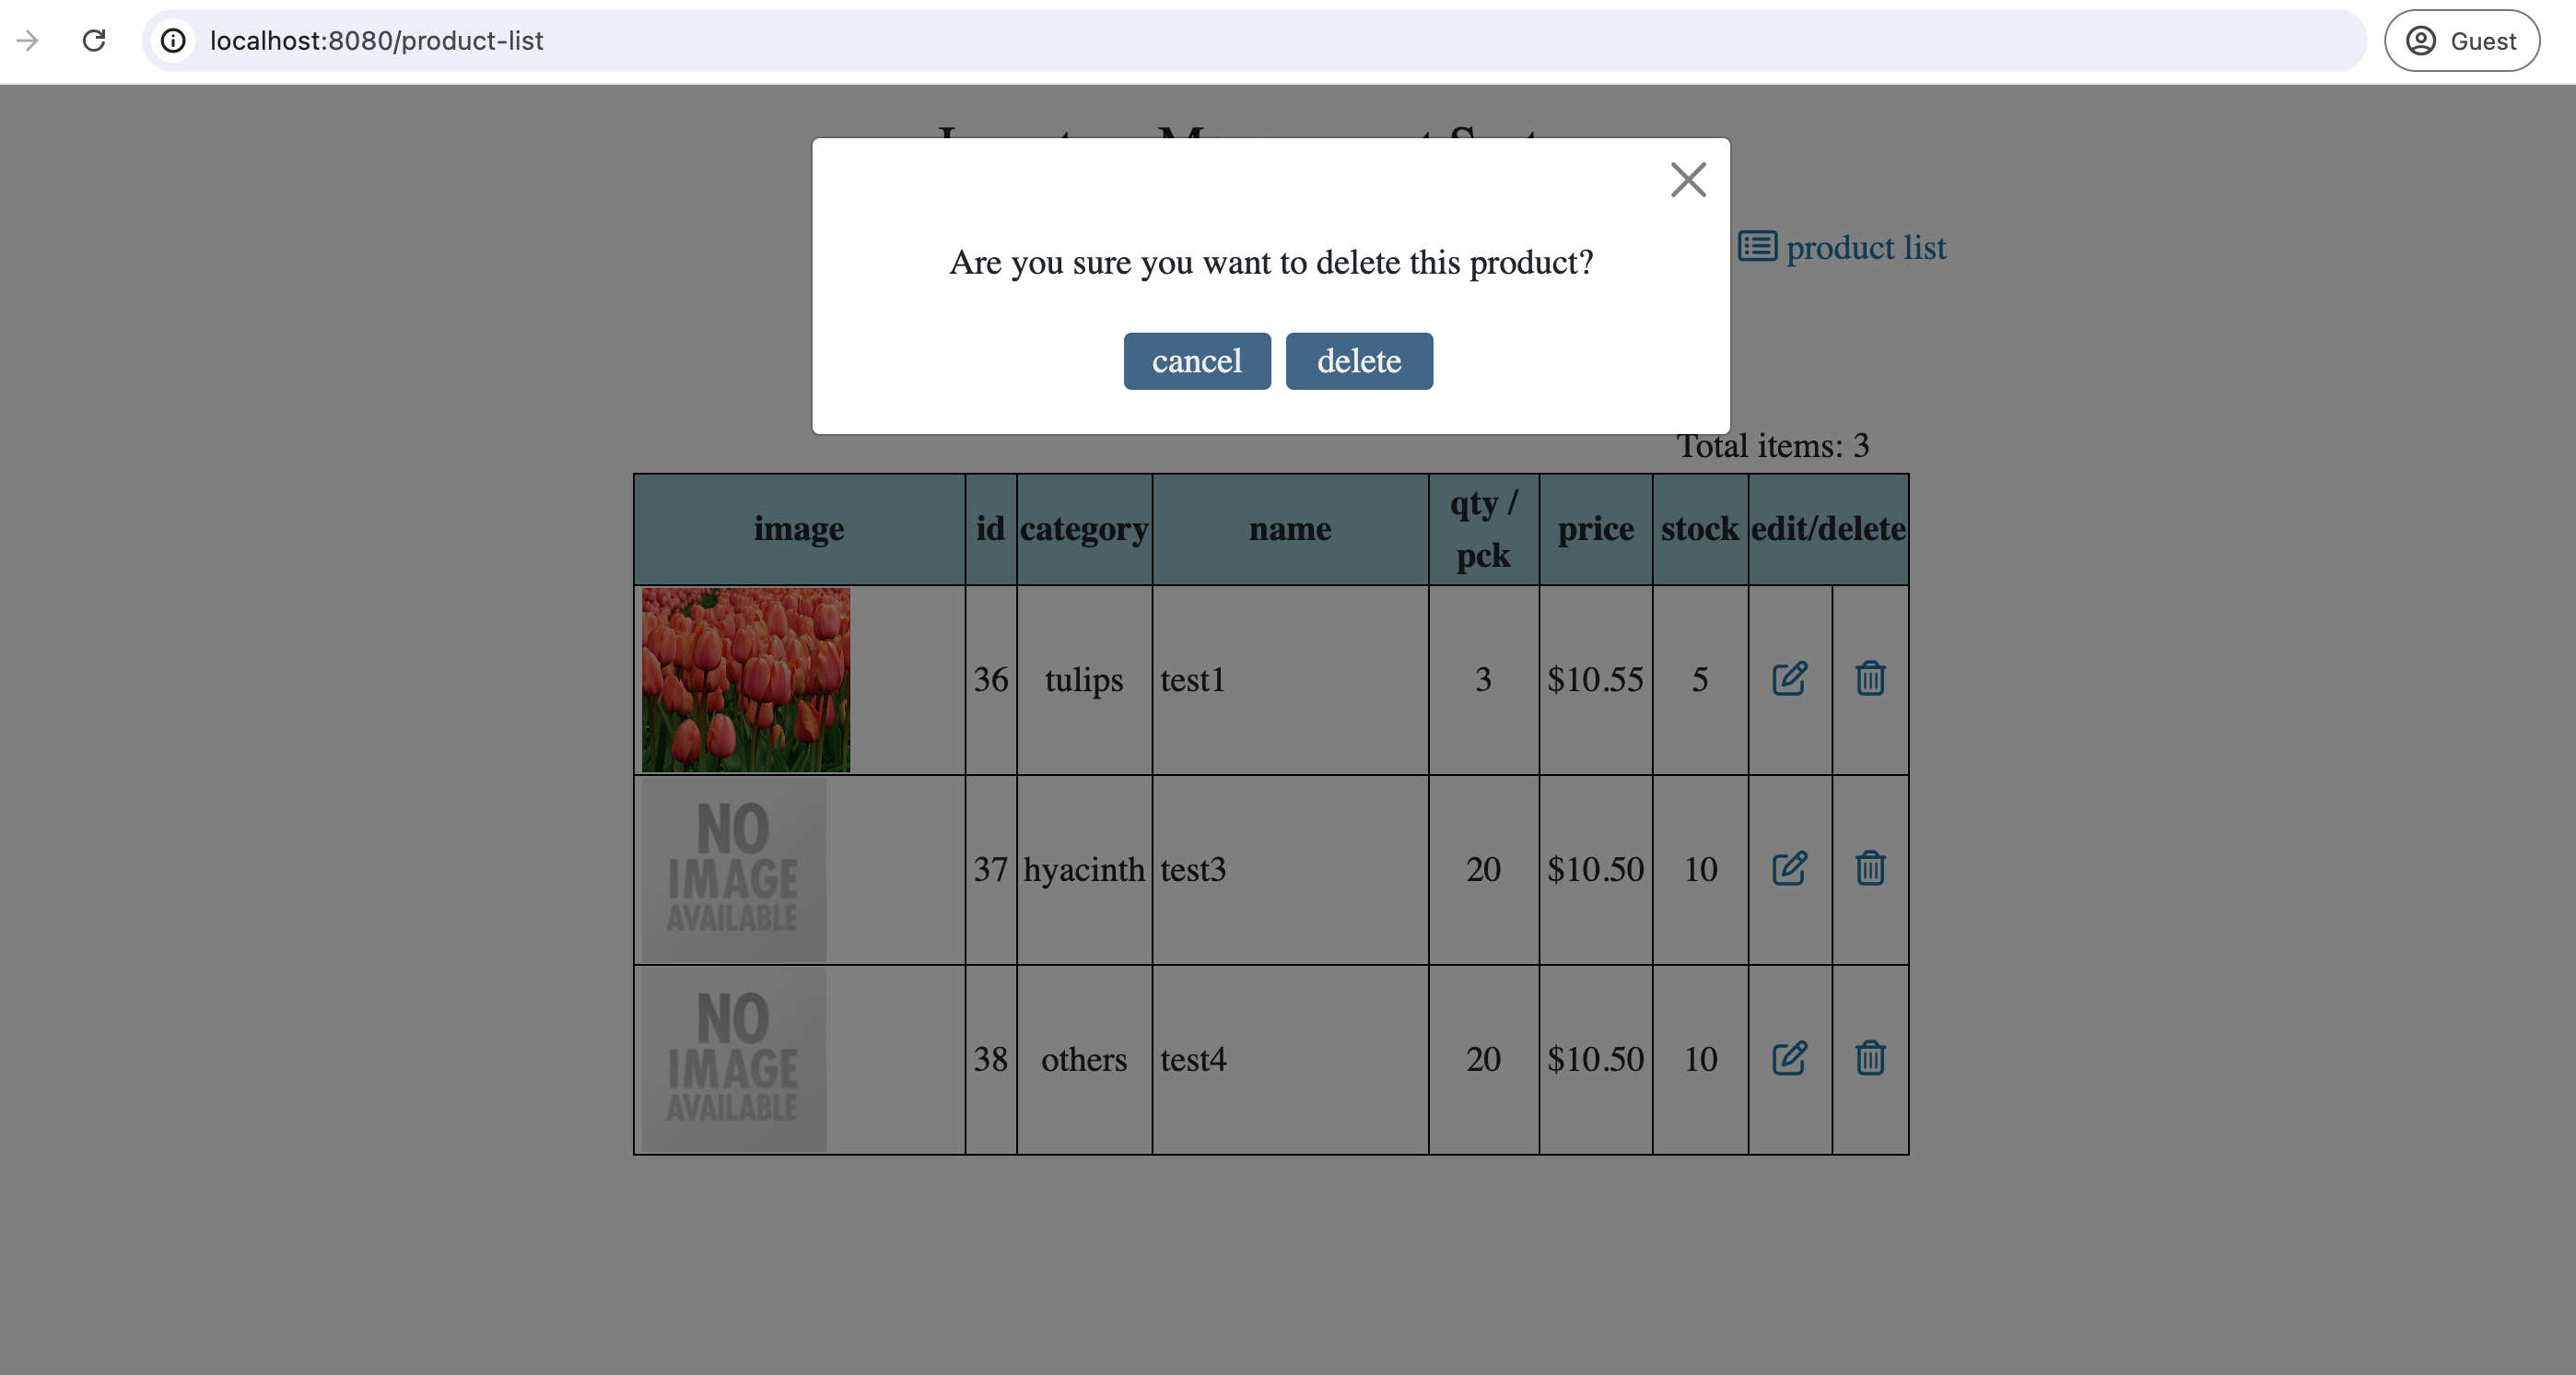 localhost:8080/product-list
Guest
Are you sure you want to delete this product?
product list
cancel delete
Total items: 3
image id category name qty / pck price stock edit/delete
36 tulips test1 3 $10.55 5
NO
IMAGE
AVAILABLE
37 hyacinth test3 20 $10.50 10
NO
IMAGE
AVAILABLE
38 others test4 20 $10.50 10